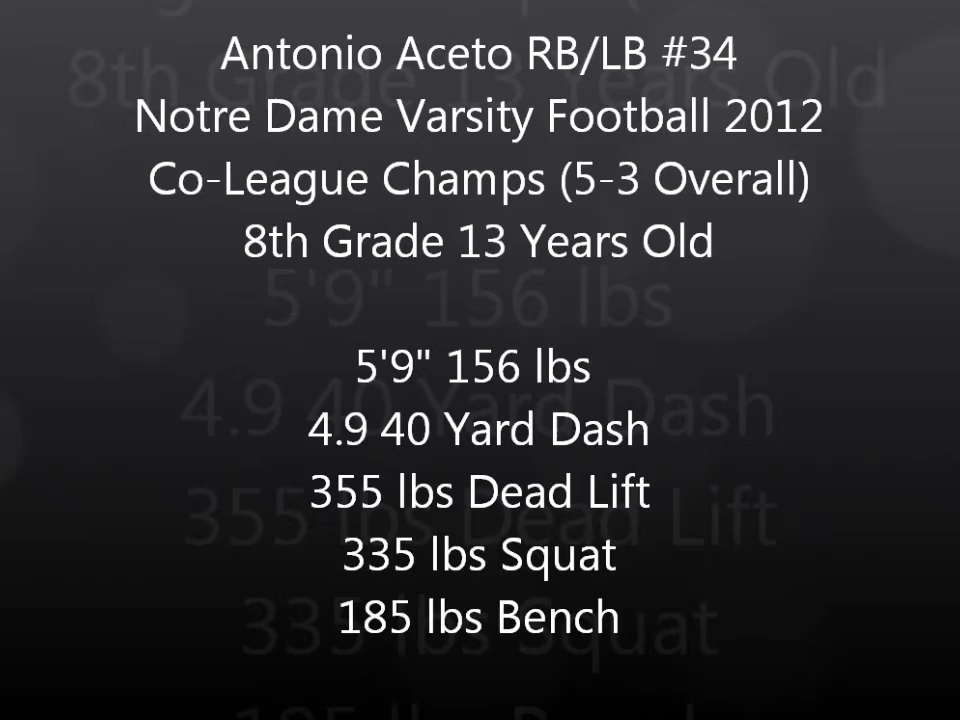 Antonio Aceto RB/LB #34
Notre Dame Varsity Football 2012
Co-League Champs (5-3 Overall)
8th Grade 13 Years Old
5'9" 156 lbs
4.9 40 Yard Dash
355 lbs Dead Lift
335 lbs Squat
185 lbs Bench